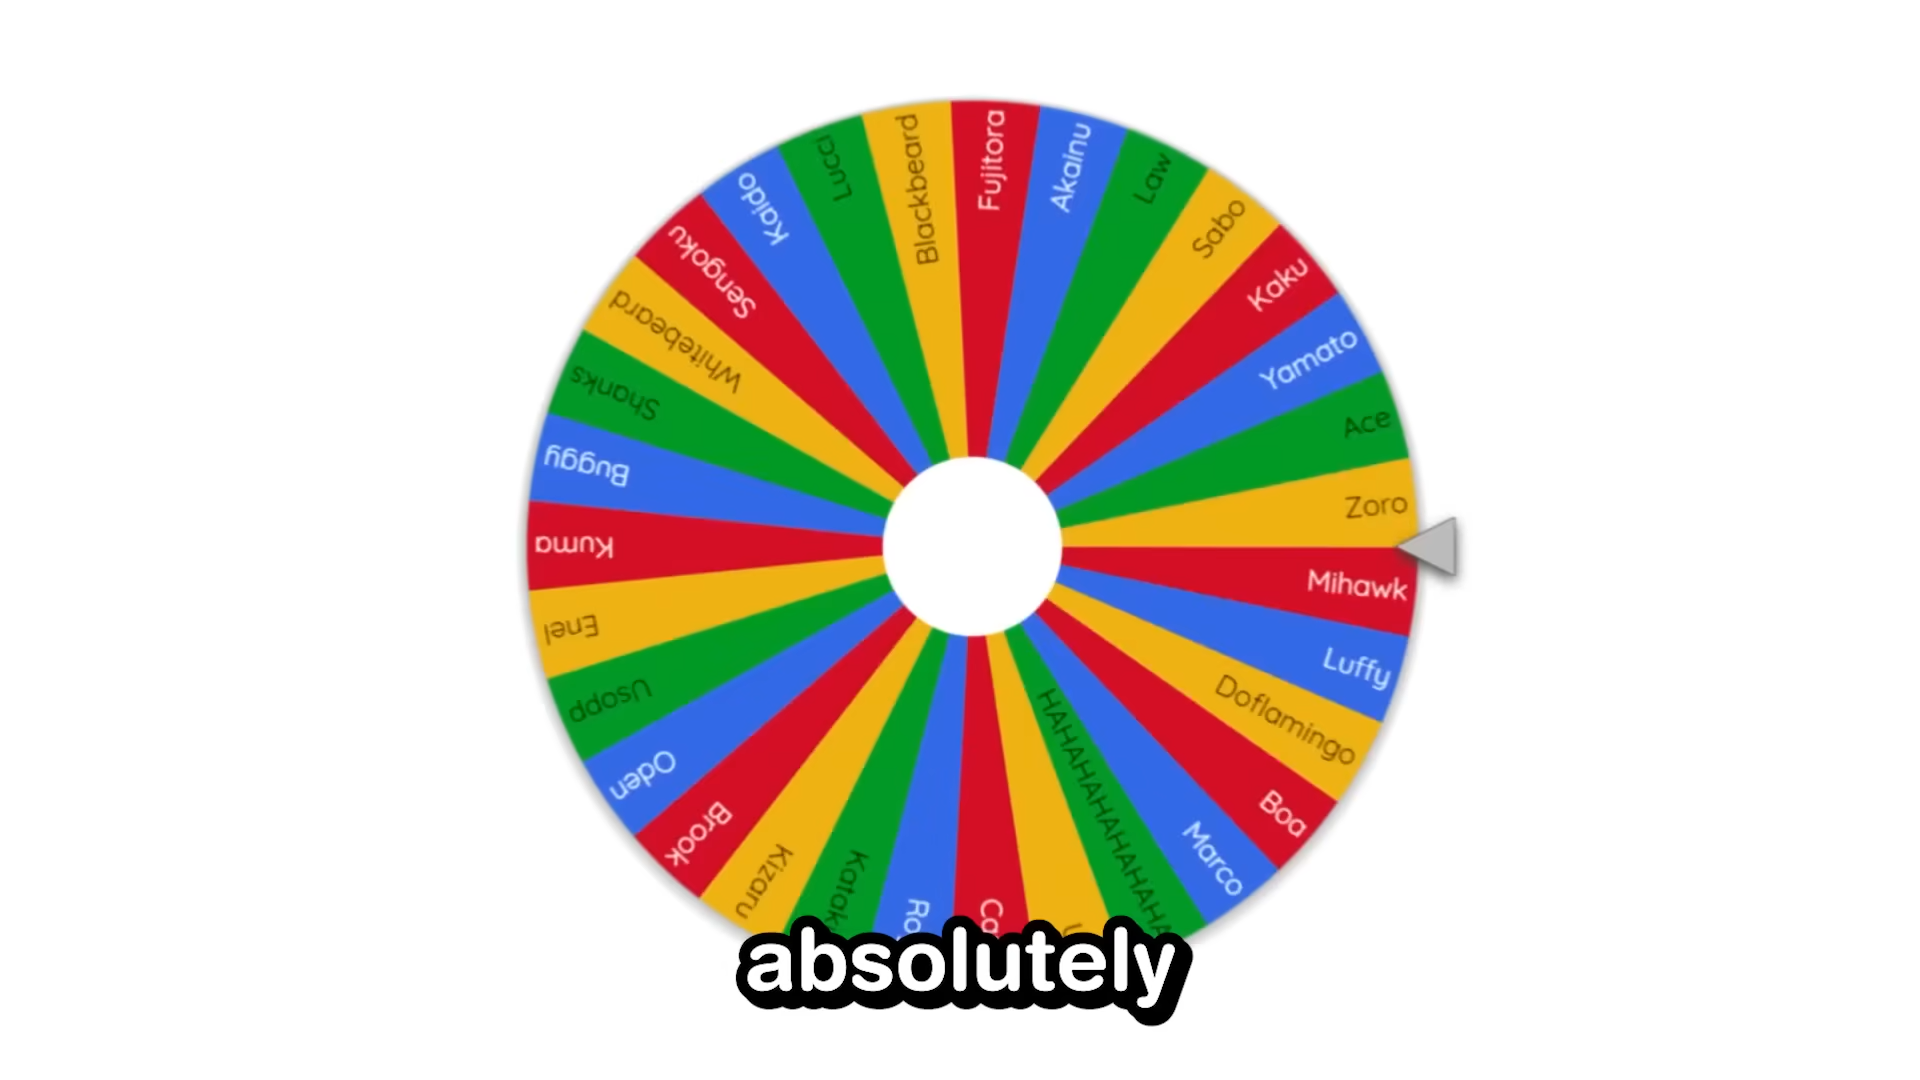 Fujitora
Akainu
Law
Sabo
Kaku
Yamato
Ace
Zoro
Mihawk
Luffy
Doflamingo
Boa
Marco
HAHAHAHAHAHAHAHA
Kizaru
Brook
Oden
Usopp
Enel
Kuma
Buggy
Shanks
Whitebeard
Sengoku
Kaido
Lucci
Blackbeard
absolutely